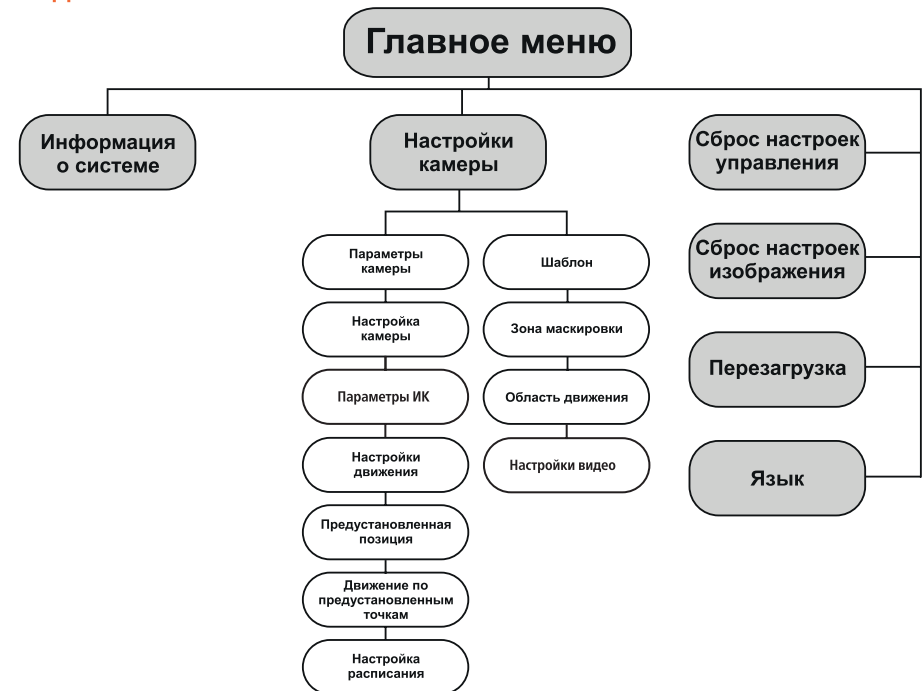 Главное меню
Информация
о системе
Настройки
камеры
Сброс настроек
управления
Сброс настроек
изображения
Перезагрузка
Язык
Параметры
камеры
Настройка
камеры
Параметры ИК
Настройки
движения
Предустановленная
позиция
Движение по
предустановленным
точкам
Настройка
расписания
Шаблон
Зона маскировки
Область движения
Настройки видео